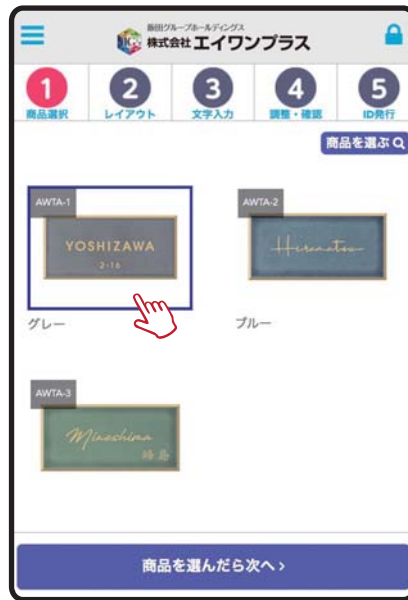 飯田グループホールディングス
株式会社エイワンプラス
1 2 3 4 5
商品選択 レイアウト 文字入力 調整・確認 ID発行
商品を選ぶ
AWTA-1
YOSHIZAWA
2-16
グレー
AWTA-2
Hiramatsu
ブルー
AWTA-3
Mineshima
峰島
商品を選んだら次へ ›